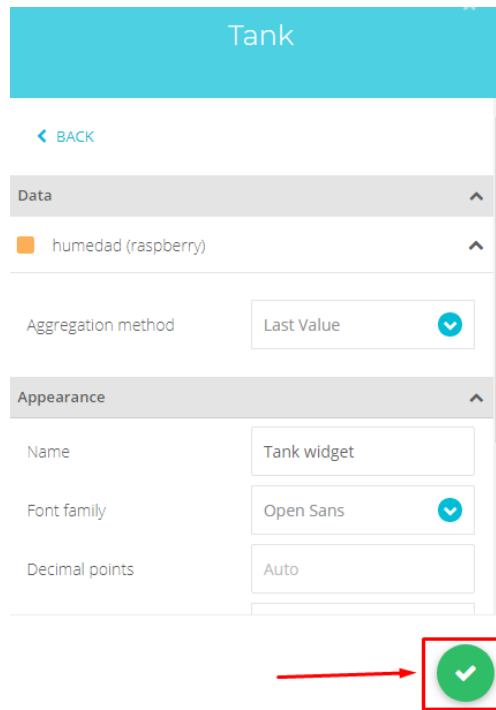 Tank
BACK
Data
humedad (raspberry)
Aggregation method Last Value
Appearance
Name Tank widget
Font family Open Sans
Decimal points Auto